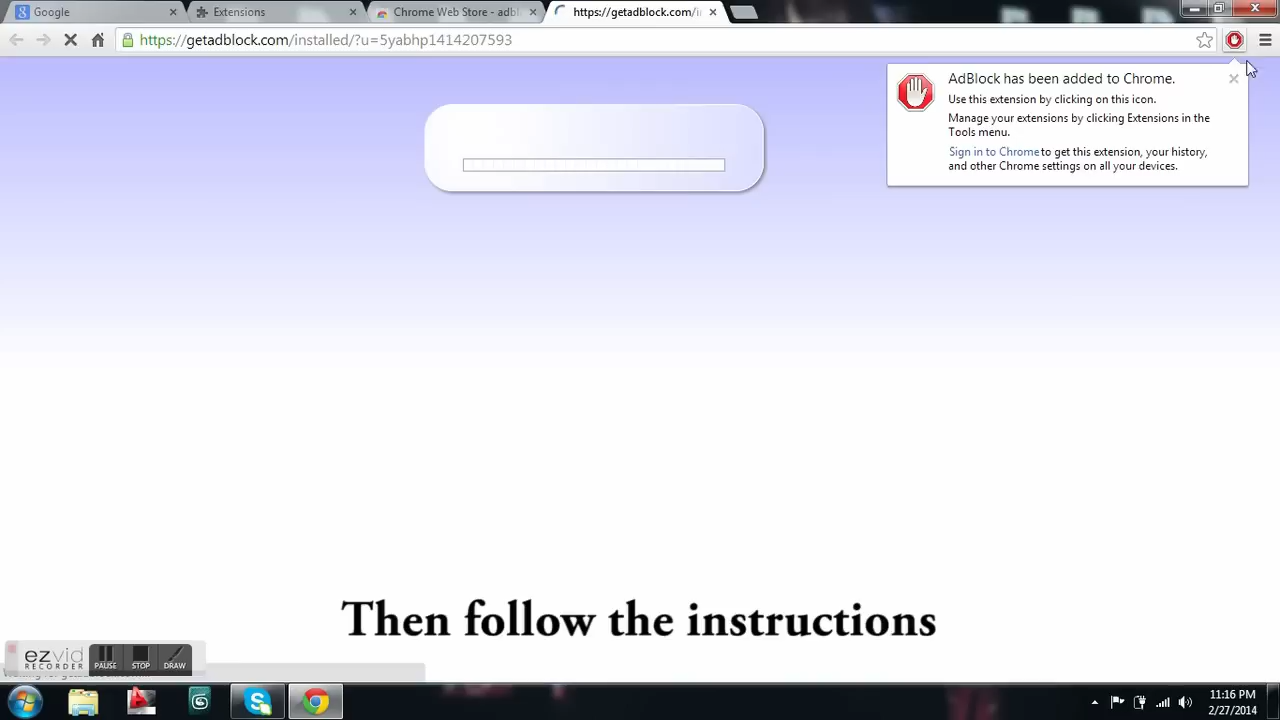 Google
Extensions
Chrome Web Store - adb
https://getadblock.com/i
https://getadblock.com/installed/?u=5yabhp1414207593
AdBlock has been added to Chrome.
Use this extension by clicking on this icon.
Manage your extensions by clicking Extensions in the
Tools menu.
Sign in to Chrome to get this extension, your history,
and other Chrome settings on all your devices.
Then follow the instructions
ezvid
RECORDER
PAUSE
STOP
DRAW
11:16 PM
2/27/2014